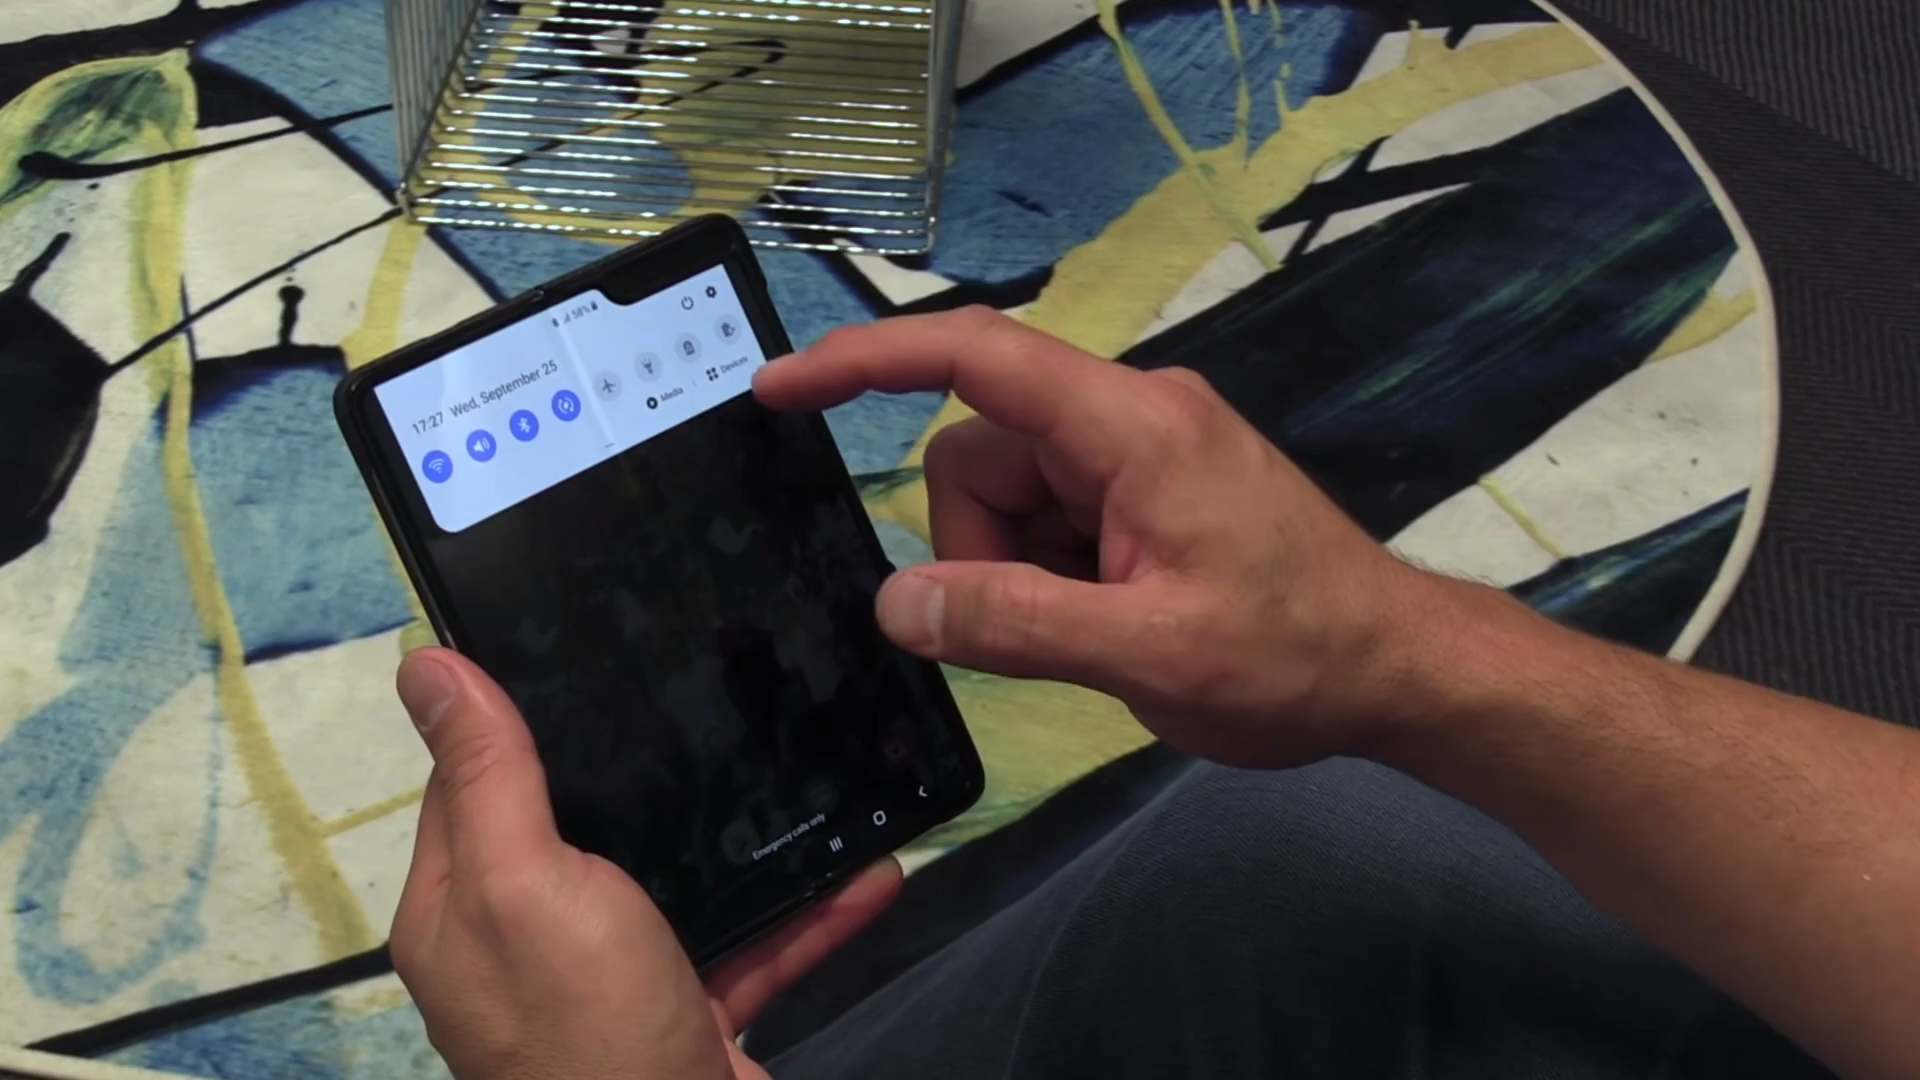 58%
17:27 Wed, September 25
Media
Devices
Emergency calls only